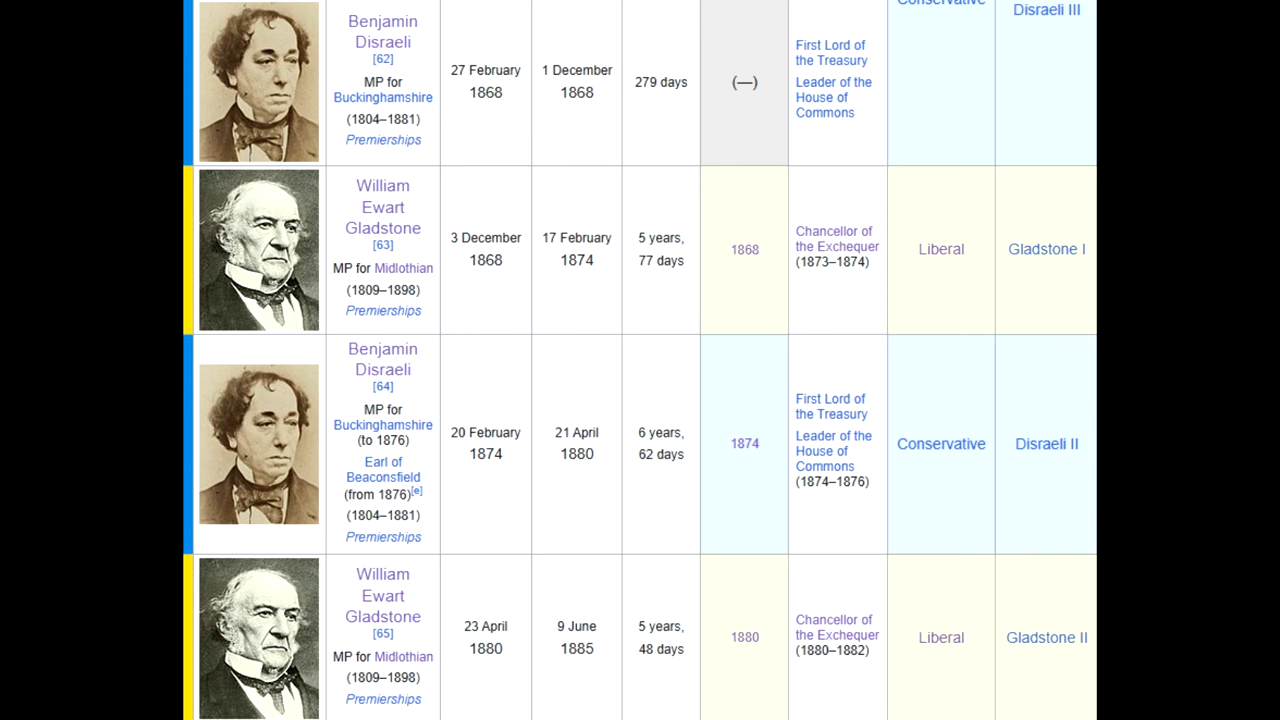 Conservative
Disraeli III
Benjamin
Disraeli
[62]
MP for
Buckinghamshire
(1804–1881)
Premierships
27 February
1868
1 December
1868
279 days
(—)
First Lord of
the Treasury
Leader of the
House of
Commons
William
Ewart
Gladstone
[63]
MP for Midlothian
(1809–1898)
Premierships
3 December
1868
17 February
1874
5 years,
77 days
1868
Chancellor of
the Exchequer
(1873–1874)
Liberal
Gladstone I
Benjamin
Disraeli
[64]
MP for
Buckinghamshire
(to 1876)
Earl of
Beaconsfield
(from 1876)[e]
(1804–1881)
Premierships
20 February
1874
21 April
1880
6 years,
62 days
1874
First Lord of
the Treasury
Leader of the
House of
Commons
(1874–1876)
Conservative
Disraeli II
William
Ewart
Gladstone
[65]
MP for Midlothian
(1809–1898)
Premierships
23 April
1880
9 June
1885
5 years,
48 days
1880
Chancellor of
the Exchequer
(1880–1882)
Liberal
Gladstone II